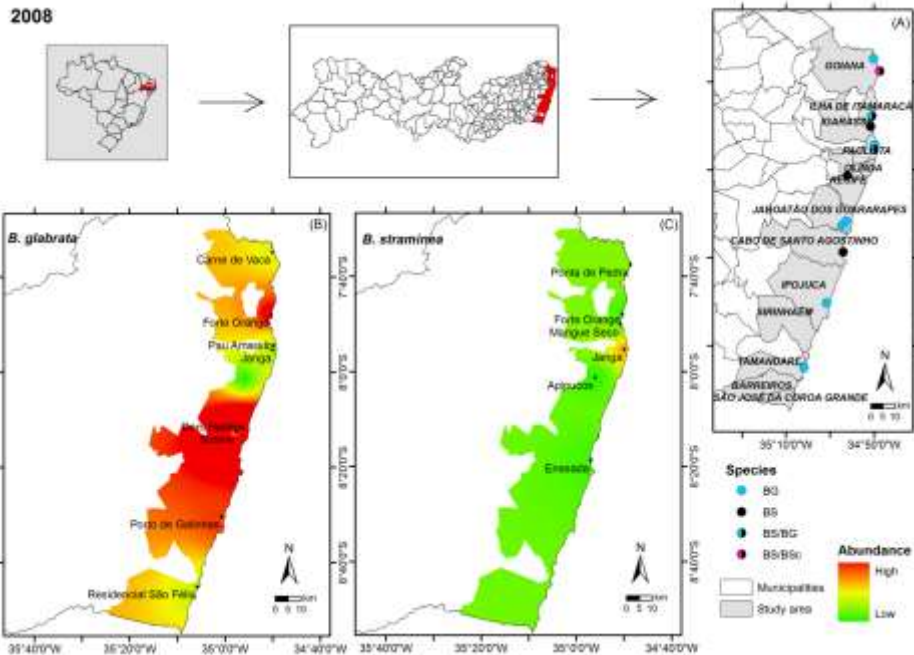 2008
(A)
GOIANA
ILHA DE ITAMARACÁ
IGARASSU
PAULISTA
OLINDA
RECIFE
JABOATÃO DOS GUARARAPES
CABO DE SANTO AGOSTINHO
IPOJUCA
SIRINHAÉM
TAMANDARÉ
BARREIROS
SÃO JOSÉ DA COROA GRANDE
N
0 5 10 km
35°10'0"W 34°50'0"W
B. glabrata
(B)
Carne de Vaca
Forte Orange
Pau Amarelo
Janga
Porto de Galinhas
Residencial São Félix
N
0 5 10 km
35°40'0"W 35°20'0"W 35°0'0"W 34°40'0"W
7°40'0"S
8°0'0"S
8°20'0"S
8°40'0"S
B. straminea
(C)
Ponta de Pedra
Forte Orange
Mangue Seco
Janga
Apipucos
Enseada
N
0 5 10 km
35°40'0"W 35°20'0"W 35°0'0"W 34°40'0"W
7°40'0"S
8°0'0"S
8°20'0"S
8°40'0"S
Species
BG
BS
BS/BG
BS/BSc
Municipalities
Study area
Abundance
High
Low